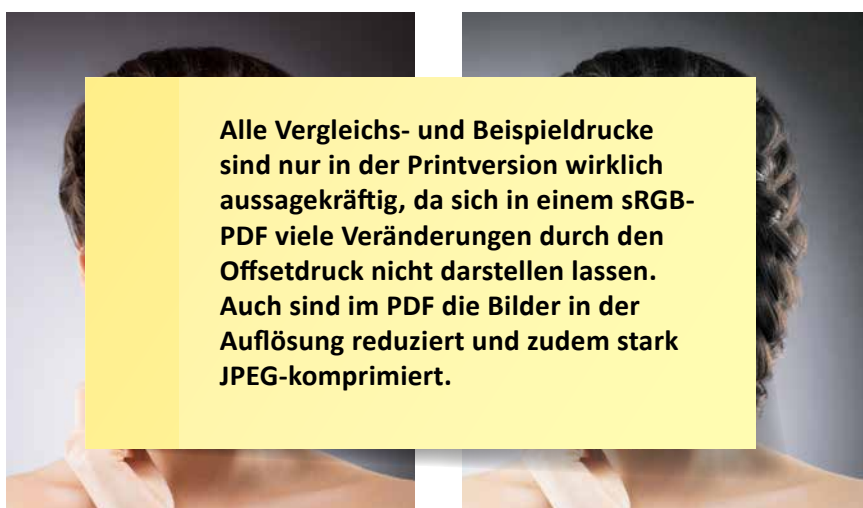 Alle Vergleichs- und Beispieldrucke
sind nur in der Printversion wirklich
aussagekräftig, da sich in einem sRGB-
PDF viele Veränderungen durch den
Offsetdruck nicht darstellen lassen.
Auch sind im PDF die Bilder in der
Auflösung reduziert und zudem stark
JPEG-komprimiert.